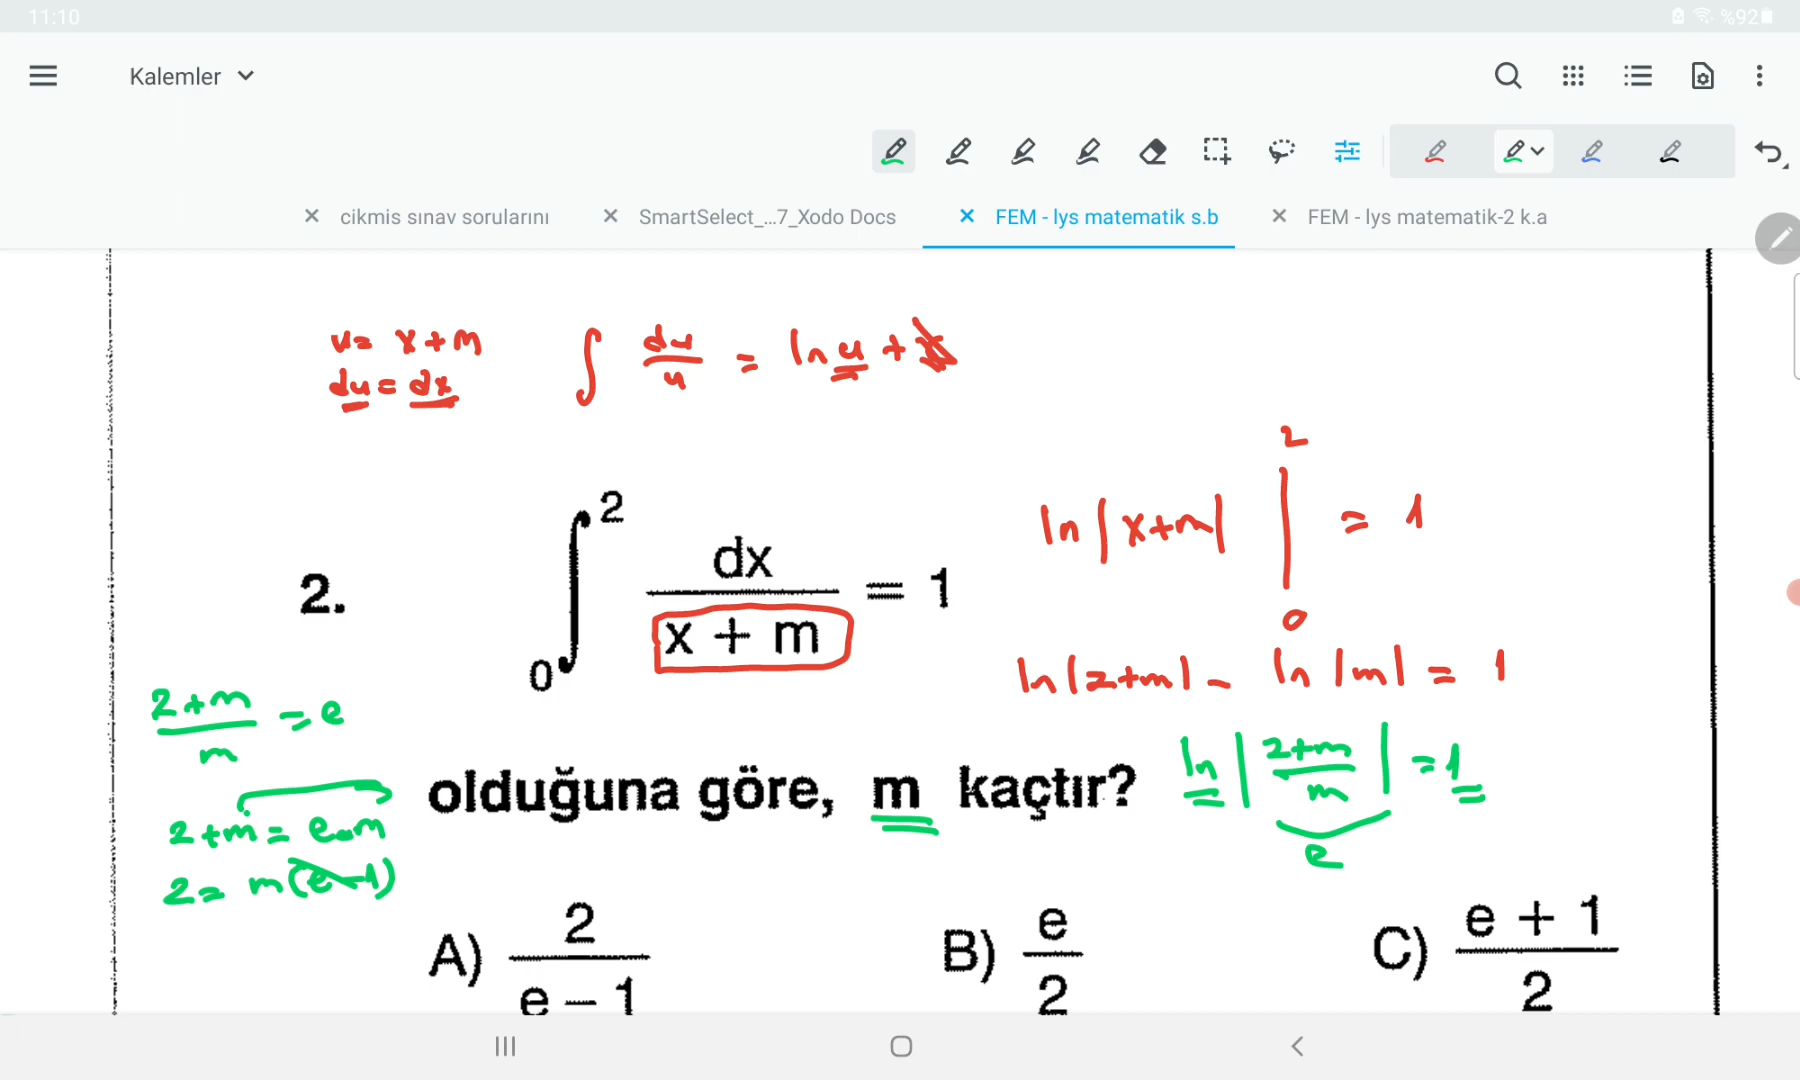 11:10
%92
Kalemler
cikmis sınav sorularını
SmartSelect_...7_Xodo Docs
FEM - lys matematik s.b
FEM - lys matematik-2 k.a
u = x + m
du = dx
∫ du/u = ln u +
2. ∫₀² dx/(x + m) = 1
ln|x+m| |₀² = 1
ln|2+m| - ln|m| = 1
(2+m)/m = e
olduğuna göre, m kaçtır?
ln|(2+m)/m| = 1
e
2+m = e.m
2 = m(e-1)
A) 2/(e - 1)
B) e/2
C) (e + 1)/2